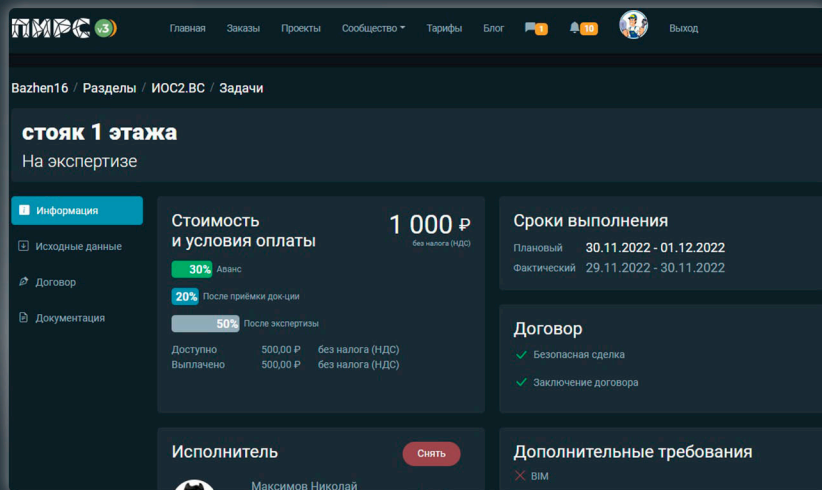 ПИРС v3
Главная Заказы Проекты Сообщество Тарифы Блог 1 10 Выход
Bazhen16 / Разделы / ИОС2.ВС / Задачи
стояк 1 этажа
На экспертизе
Информация
Исходные данные
Договор
Документация
Стоимость
и условия оплаты
1 000 ₽
без налога (НДС)
30% Аванс
20% После приёмки док-ции
50% После экспертизы
Доступно 500,00 ₽ без налога (НДС)
Выплачено 500,00 ₽ без налога (НДС)
Сроки выполнения
Плановый 30.11.2022 - 01.12.2022
Фактический 29.11.2022 - 30.11.2022
Договор
Безопасная сделка
Заключение договора
Исполнитель
Снять
Максимов Николай
Дополнительные требования
BIM